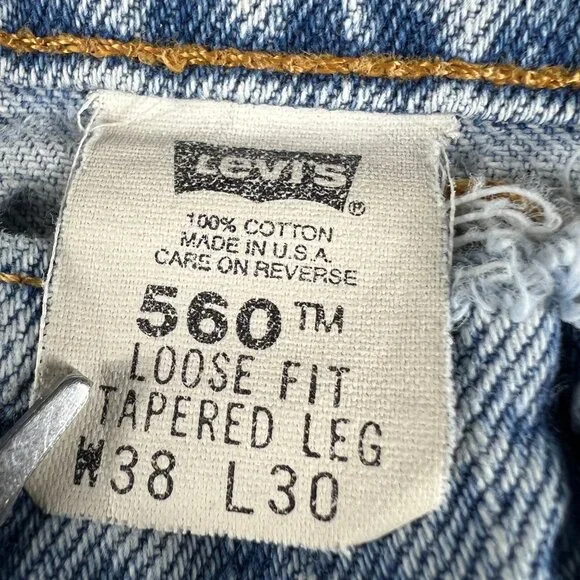 Levi's ®
100% COTTON
MADE IN U.S.A.
CARE ON REVERSE
560™
LOOSE FIT
TAPERED LEG
W38 L30